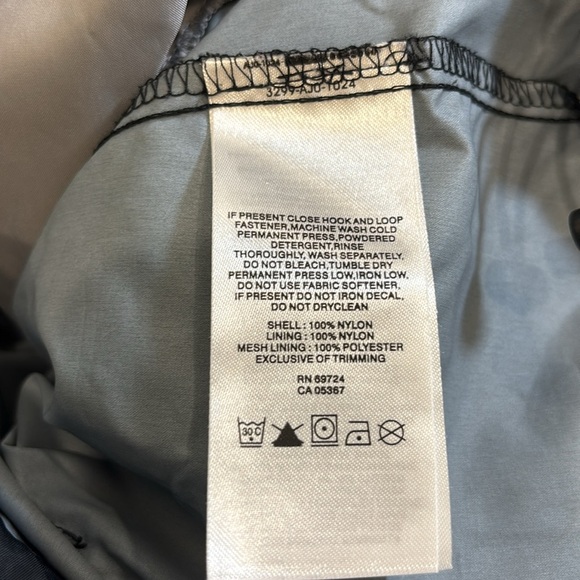 3299-AJ0-1024
IF PRESENT CLOSE HOOK AND LOOP
FASTENER,MACHINE WASH COLD
PERMANENT PRESS,POWDERED
DETERGENT,RINSE
THOROUGHLY, WASH SEPARATELY.
DO NOT BLEACH,TUMBLE DRY
PERMANENT PRESS LOW,IRON LOW.
DO NOT USE FABRIC SOFTENER.
IF PRESENT DO NOT IRON DECAL,
DO NOT DRYCLEAN
SHELL : 100% NYLON
LINING : 100% NYLON
MESH LINING : 100% POLYESTER
EXCLUSIVE OF TRIMMING
RN 69724
CA 05367
30 C